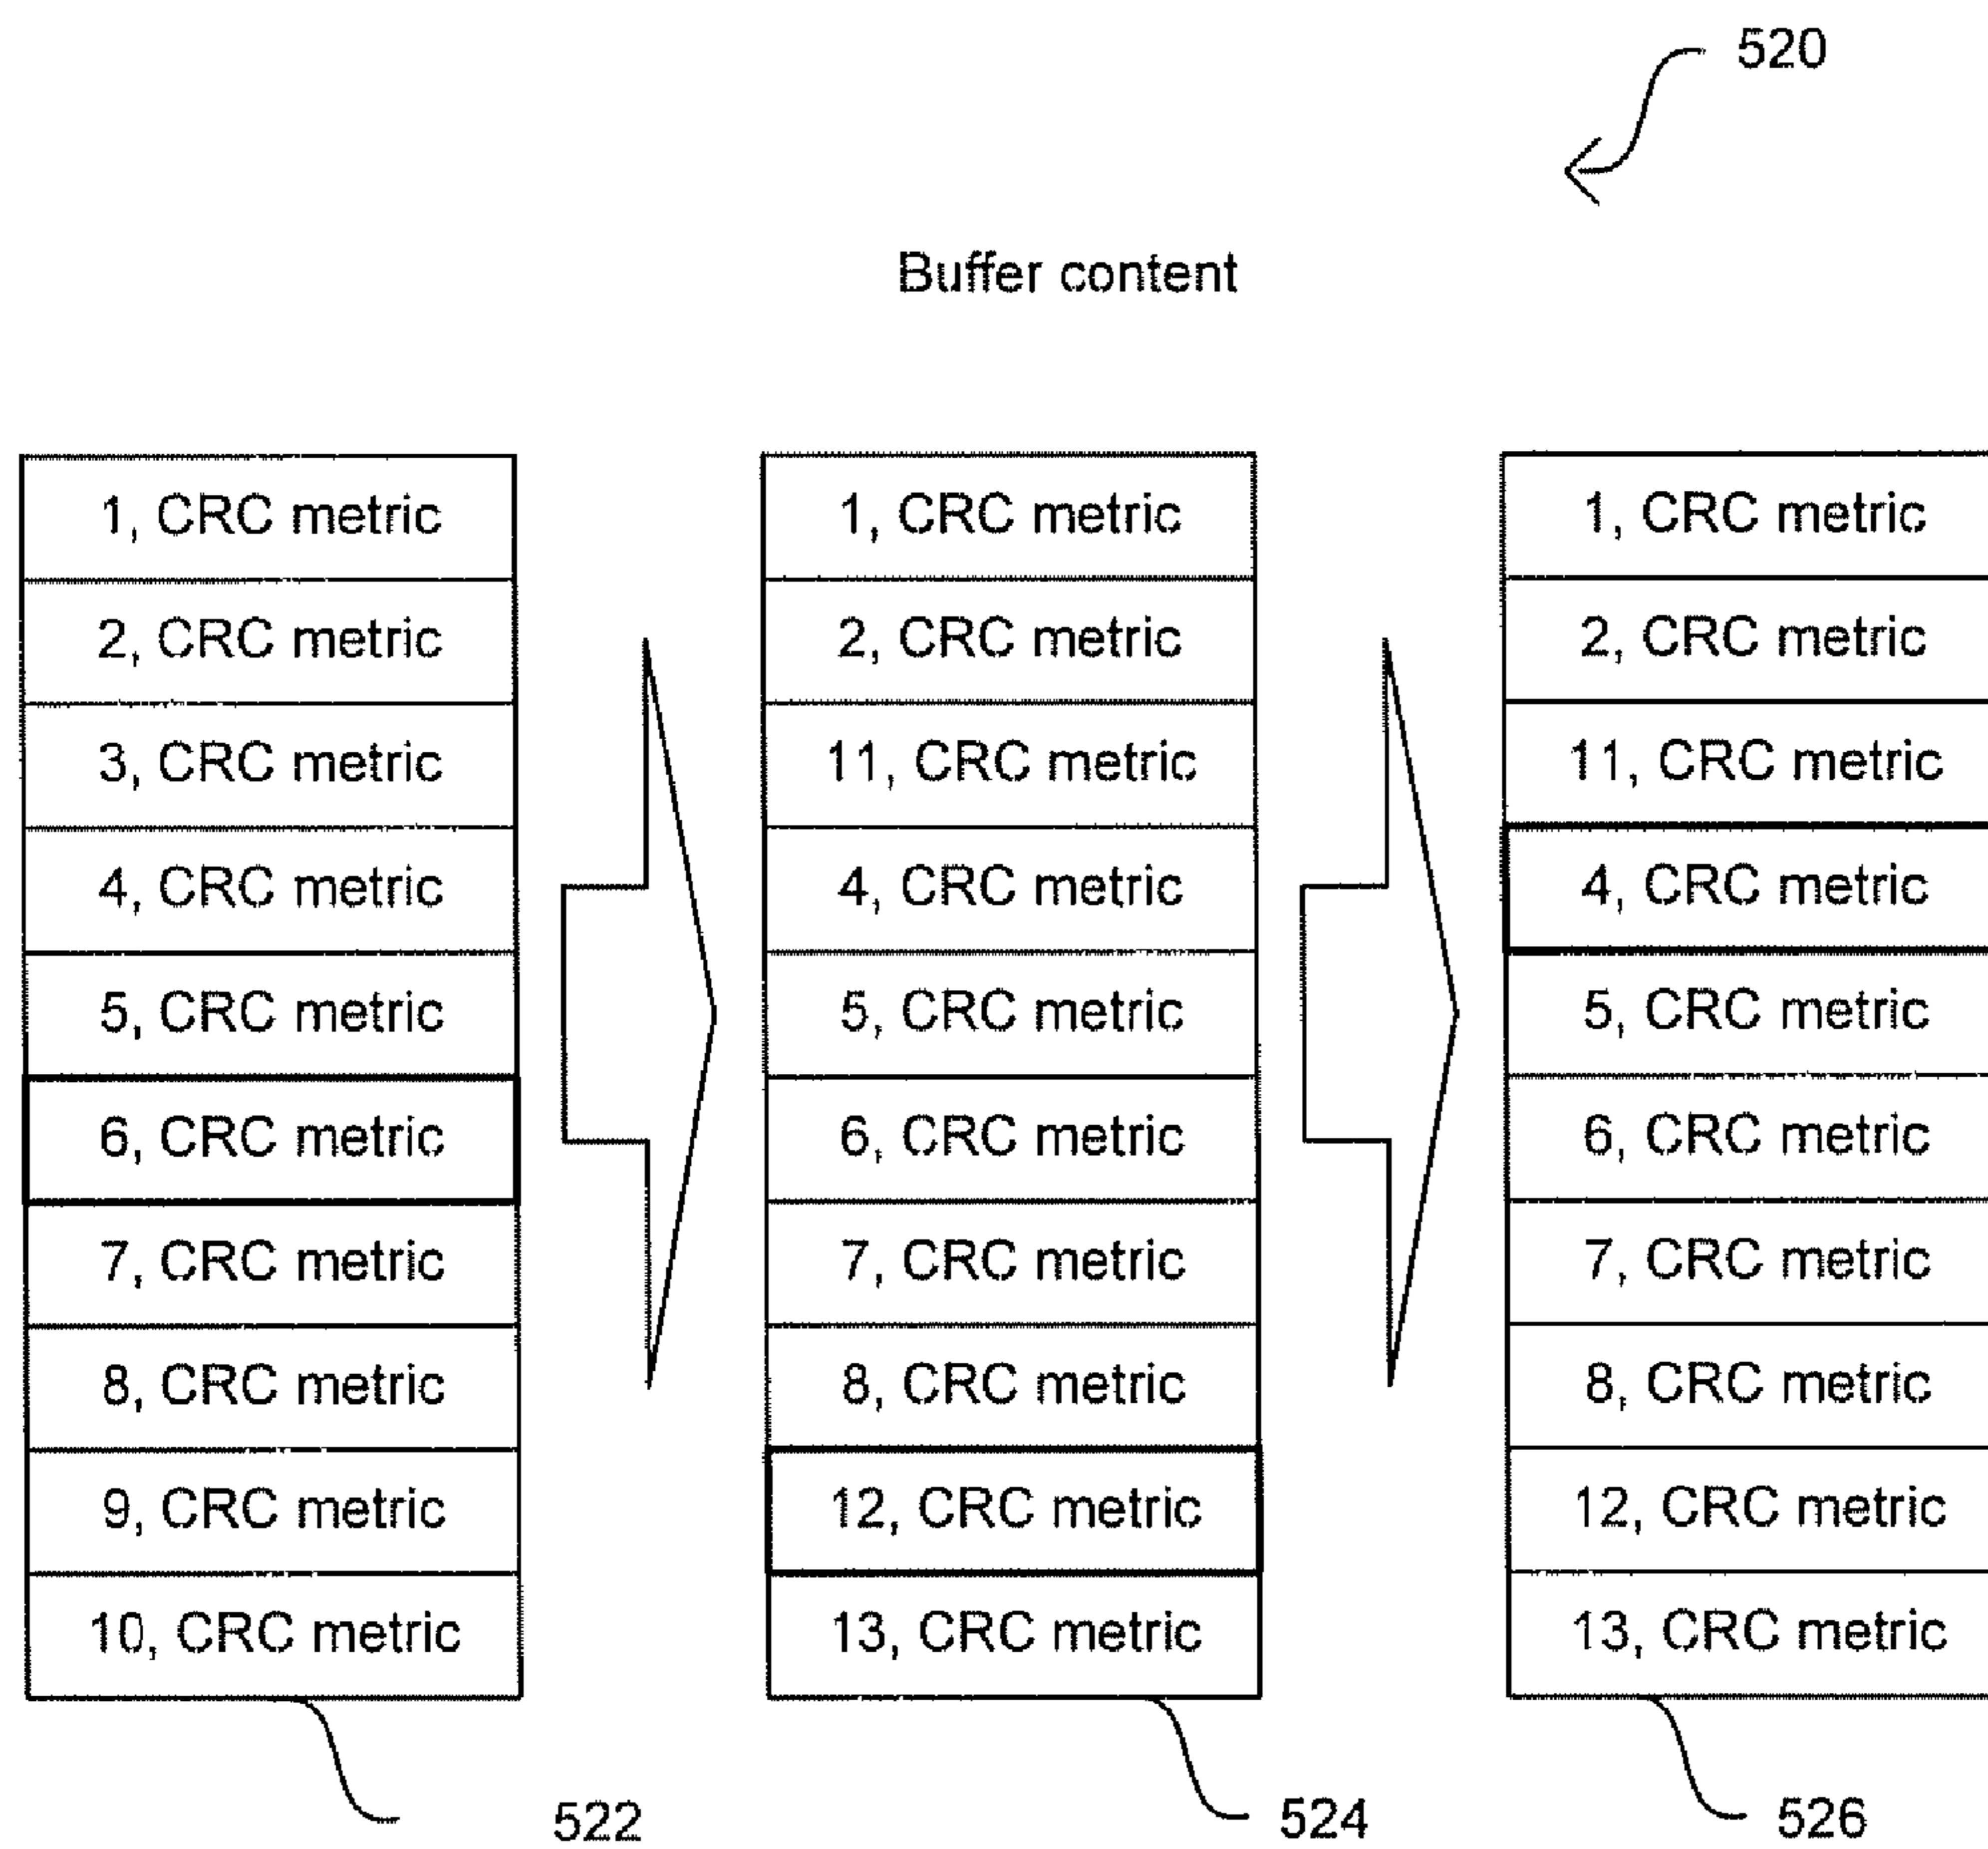 520
Buffer content
1, CRC metric
2, CRC metric
3, CRC metric
4, CRC metric
5, CRC metric
6, CRC metric
7, CRC metric
8, CRC metric
9, CRC metric
10, CRC metric
522
1, CRC metric
2, CRC metric
11, CRC metric
4, CRC metric
5, CRC metric
6, CRC metric
7, CRC metric
8, CRC metric
12, CRC metric
13, CRC metric
524
1, CRC metric
2, CRC metric
11, CRC metric
4, CRC metric
5, CRC metric
6, CRC metric
7, CRC metric
8, CRC metric
12, CRC metric
13, CRC metric
526